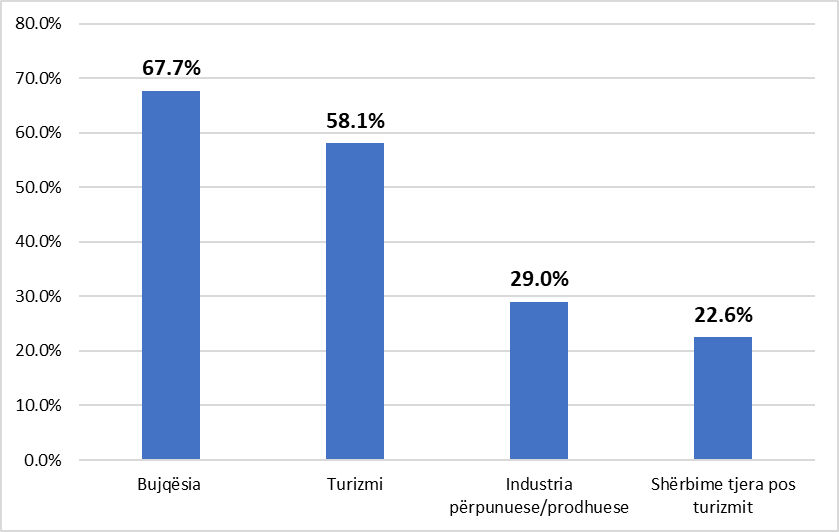 80.0%
70.0%
60.0%
50.0%
40.0%
30.0%
20.0%
10.0%
0.0%
67.7%
58.1%
29.0%
22.6%
Bujqësia
Turizmi
Industria
përpunuese/prodhuese
Shërbime tjera pos
turizmit